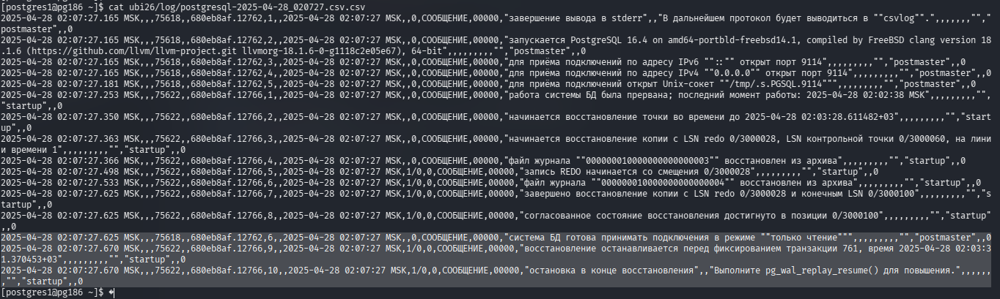 [postgres1@pg186 ~]$ cat ubi26/log/postgresql-2025-04-28_020727.csv.csv
2025-04-28 02:07:27.165 MSK,,,75618,,680eb8af.12762,1,,2025-04-28 02:07:27 MSK,,0,СООБЩЕНИЕ,00000,"завершение вывода в stderr",,"В дальнейшем протокол будет выводиться в ""csvlog"".",,,,,,,"","
postmaster",,0
2025-04-28 02:07:27.165 MSK,,,75618,,680eb8af.12762,2,,2025-04-28 02:07:27 MSK,,0,СООБЩЕНИЕ,00000,"запускается PostgreSQL 16.4 on amd64-portbld-freebsd14.1, compiled by FreeBSD clang version 18
.1.6 (https://github.com/llvm/llvm-project.git llvmorg-18.1.6-0-g1118c2e05e67), 64-bit",,,,,,,,,"","postmaster",,0
2025-04-28 02:07:27.165 MSK,,,75618,,680eb8af.12762,3,,2025-04-28 02:07:27 MSK,,0,СООБЩЕНИЕ,00000,"для приёма подключений по адресу IPv6 ""::"" открыт порт 9114",,,,,,,,,"","postmaster",,0
2025-04-28 02:07:27.165 MSK,,,75618,,680eb8af.12762,4,,2025-04-28 02:07:27 MSK,,0,СООБЩЕНИЕ,00000,"для приёма подключений по адресу IPv4 ""0.0.0.0"" открыт порт 9114",,,,,,,,,"","postmaster",,0
2025-04-28 02:07:27.181 MSK,,,75618,,680eb8af.12762,5,,2025-04-28 02:07:27 MSK,,0,СООБЩЕНИЕ,00000,"для приёма подключений открыт Unix-сокет ""/tmp/.s.PGSQL.9114""",,,,,,,,,"","postmaster",,0
2025-04-28 02:07:27.253 MSK,,,75622,,680eb8af.12766,1,,2025-04-28 02:07:27 MSK,,0,СООБЩЕНИЕ,00000,"работа системы БД была прервана; последний момент работы: 2025-04-28 02:02:38 MSK",,,,,,,,,"",
"startup",,0
2025-04-28 02:07:27.350 MSK,,,75622,,680eb8af.12766,2,,2025-04-28 02:07:27 MSK,,0,СООБЩЕНИЕ,00000,"начинается восстановление точки во времени до 2025-04-28 02:03:28.611482+03",,,,,,,,,"","start
up",,0
2025-04-28 02:07:27.363 MSK,,,75622,,680eb8af.12766,3,,2025-04-28 02:07:27 MSK,,0,СООБЩЕНИЕ,00000,"начинается восстановление копии с LSN redo 0/3000028, LSN контрольной точки 0/3000060, на лини
и времени 1",,,,,,,,,"","startup",,0
2025-04-28 02:07:27.366 MSK,,,75622,,680eb8af.12766,4,,2025-04-28 02:07:27 MSK,,0,СООБЩЕНИЕ,00000,"файл журнала ""000000010000000000000003"" восстановлен из архива",,,,,,,,,"","startup",,0
2025-04-28 02:07:27.498 MSK,,,75622,,680eb8af.12766,5,,2025-04-28 02:07:27 MSK,1/0,0,СООБЩЕНИЕ,00000,"запись REDO начинается со смещения 0/3000028",,,,,,,,,"","startup",,0
2025-04-28 02:07:27.533 MSK,,,75622,,680eb8af.12766,6,,2025-04-28 02:07:27 MSK,1/0,0,СООБЩЕНИЕ,00000,"файл журнала ""000000010000000000000004"" восстановлен из архива",,,,,,,,,"","startup",,0
2025-04-28 02:07:27.625 MSK,,,75622,,680eb8af.12766,7,,2025-04-28 02:07:27 MSK,1/0,0,СООБЩЕНИЕ,00000,"завершено восстановление копии с LSN redo 0/3000028 и конечным LSN 0/3000100",,,,,,,,,"","s
tartup",,0
2025-04-28 02:07:27.625 MSK,,,75622,,680eb8af.12766,8,,2025-04-28 02:07:27 MSK,1/0,0,СООБЩЕНИЕ,00000,"согласованное состояние восстановления достигнуто в позиции 0/3000100",,,,,,,,,"","startup"
,,0
2025-04-28 02:07:27.625 MSK,,,75618,,680eb8af.12762,6,,2025-04-28 02:07:27 MSK,,0,СООБЩЕНИЕ,00000,"система БД готова принимать подключения в режиме ""только чтение""",,,,,,,,,"","postmaster",,0
2025-04-28 02:07:27.670 MSK,,,75622,,680eb8af.12766,9,,2025-04-28 02:07:27 MSK,1/0,0,СООБЩЕНИЕ,00000,"восстановление останавливается перед фиксированием транзакции 761, время 2025-04-28 02:03:3
1.370453+03",,,,,,,,,"","startup",,0
2025-04-28 02:07:27.670 MSK,,,75622,,680eb8af.12766,10,,2025-04-28 02:07:27 MSK,1/0,0,СООБЩЕНИЕ,00000,"остановка в конце восстановления",,"Выполните pg_wal_replay_resume() для повышения.",,,,,,
,"","startup",,0
[postgres1@pg186 ~]$ �